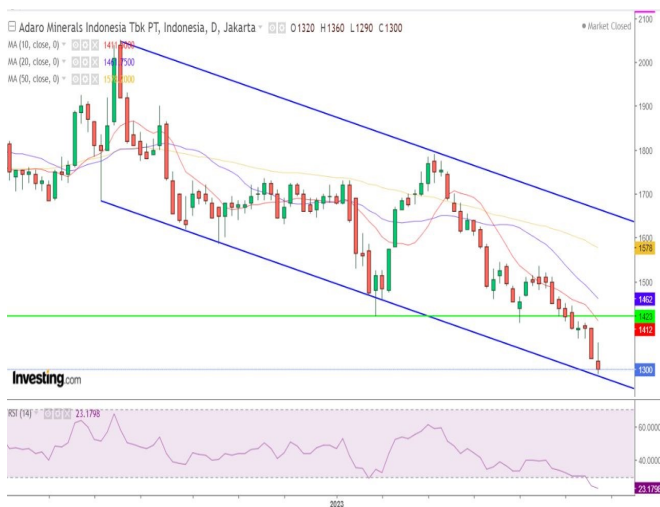 Adaro Minerals Indonesia Tbk PT, Indonesia, D, Jakarta O1320 H1360 L1290 C1300
Market Closed
MA (10, close, 0)
MA (20, close, 0)
MA (50, close, 0)
2100
2000
1900
1800
1700
1600
1578
1500
1462
1423
1412
1300
Investing.com
RSI (14) 23.1798
60.0000
23.1798
2023